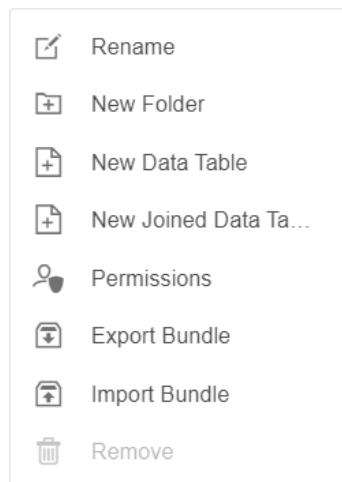 Rename
New Folder
New Data Table
New Joined Data Ta...
Permissions
Export Bundle
Import Bundle
Remove